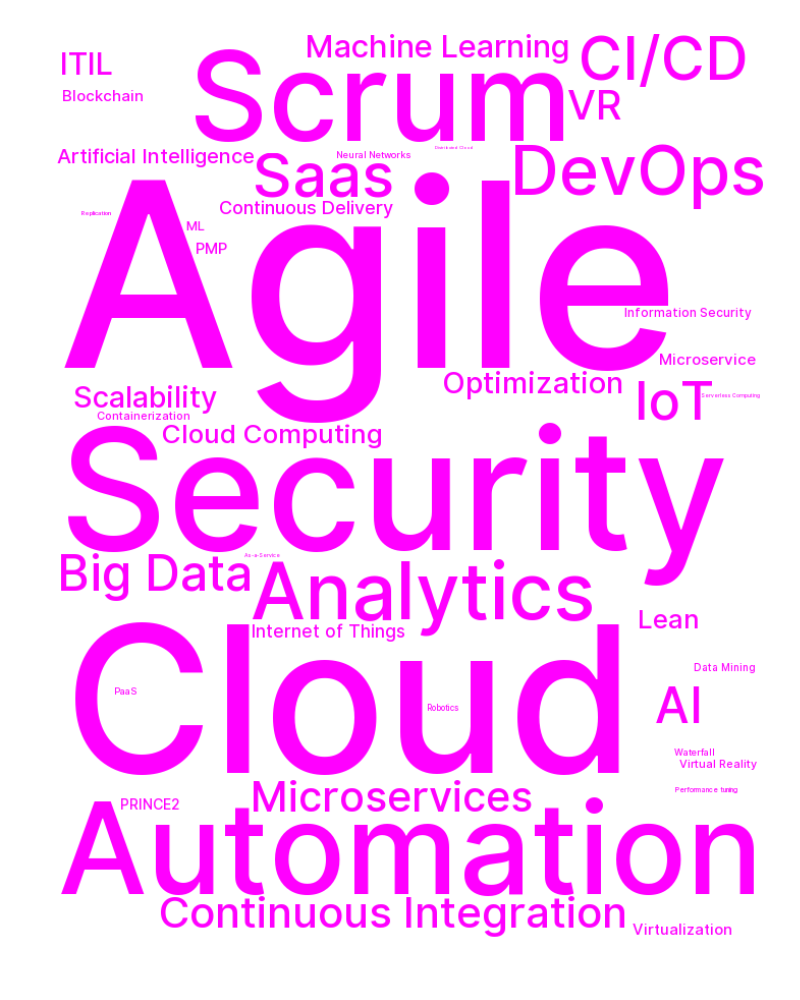 Machine Learning
CI/CD
ITIL
Scrum
Blockchain
VR
Artificial Intelligence
Neural Networks
Saas
DevOps
Continuous Delivery
Replication
ML
PMP
Agile
Information Security
Microservice
Optimization
Scalability
IoT
Serverless Computing
Containerization
Cloud Computing
Security
As-a-Service
Big Data
Analytics
Lean
Internet of Things
Cloud
Data Mining
PaaS
AI
Robotics
Waterfall
Virtual Reality
Performance tuning
Microservices
PRINCE2
Automation
Continuous Integration
Virtualization